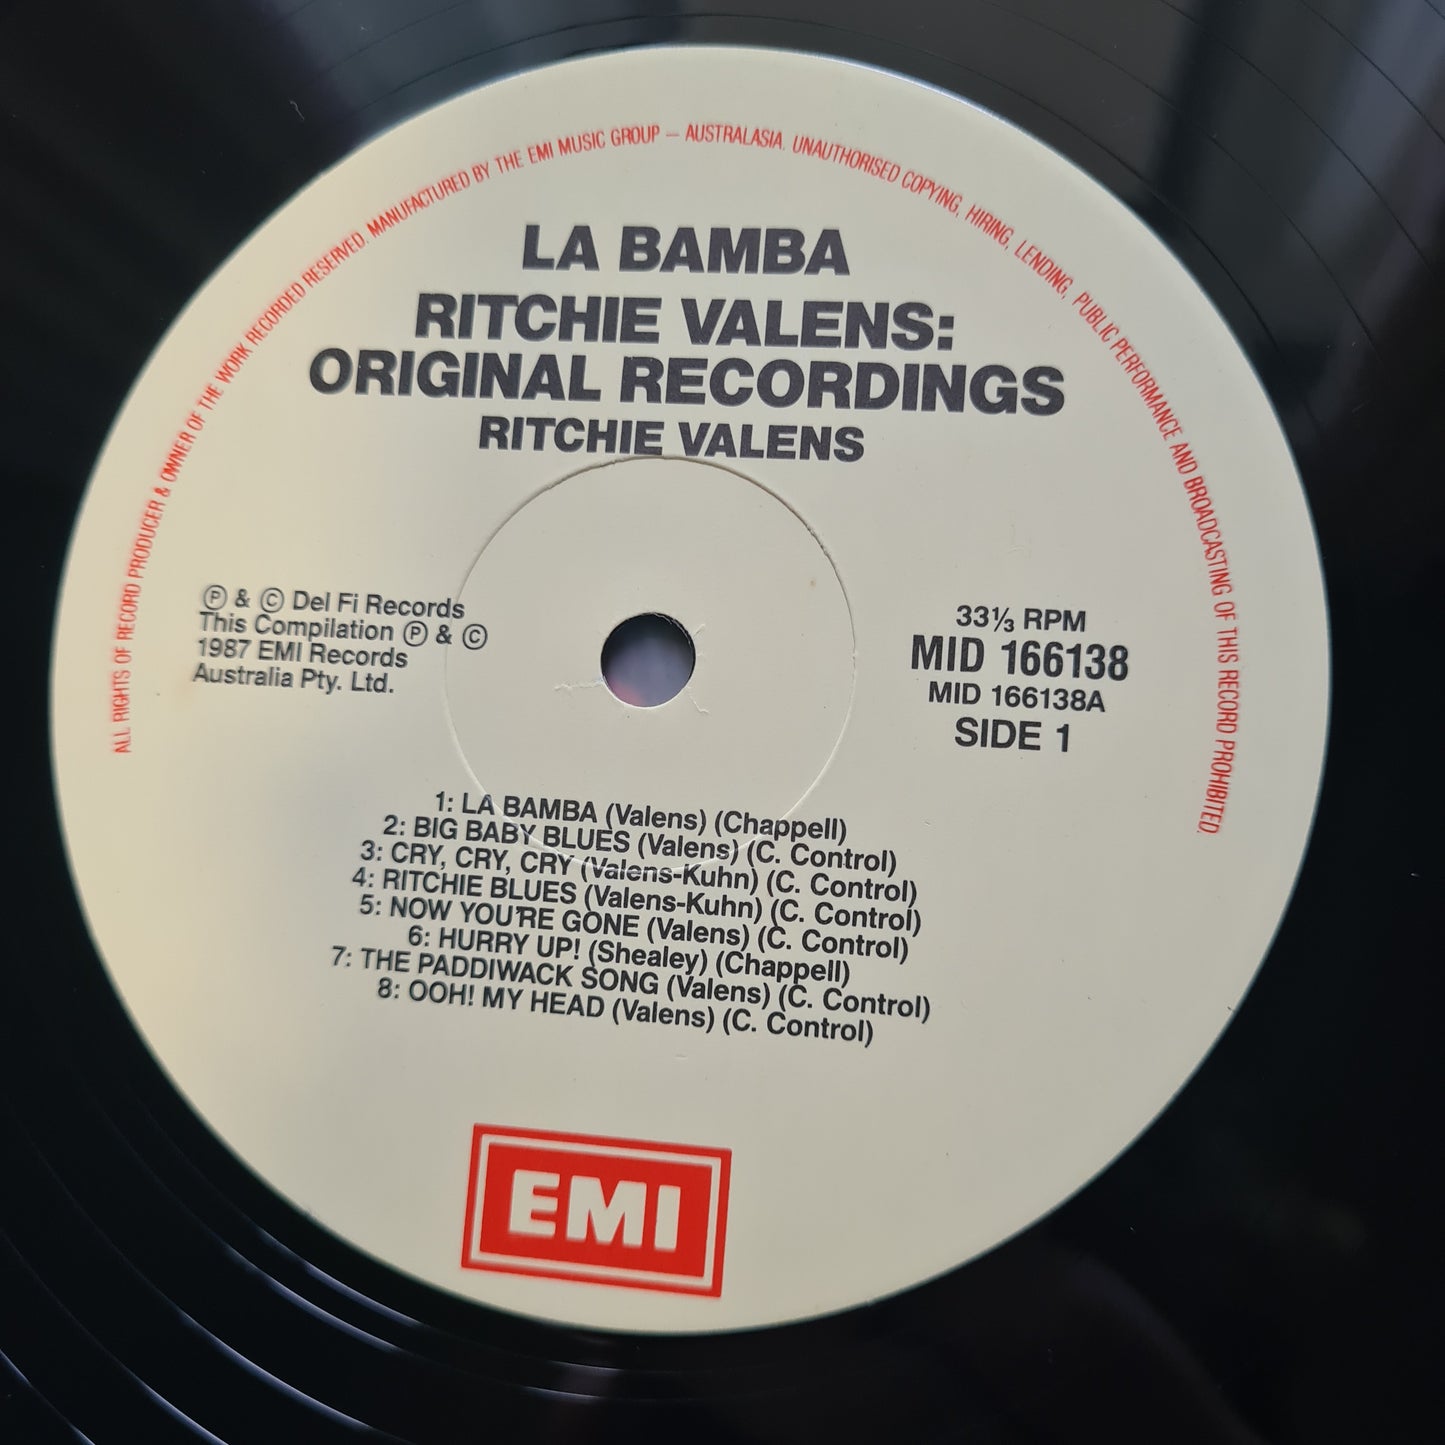 ALL RIGHTS OF RECORD PRODUCER & OWNER OF THE WORK RECORDED RESERVED. MANUFACTURED BY THE EMI MUSIC GROUP – AUSTRALASIA. UNAUTHORISED COPYING, HIRING, LENDING, PUBLIC PERFORMANCE AND BROADCASTING OF THIS RECORD PROHIBITED.
LA BAMBA
RITCHIE VALENS:
ORIGINAL RECORDINGS
RITCHIE VALENS
Ⓟ & © Del Fi Records
This Compilation Ⓟ & ©
1987 EMI Records
Australia Pty. Ltd.
33⅓ RPM
MID 166138
MID 166138A
SIDE 1
1: LA BAMBA (Valens) (Chappell)
2: BIG BABY BLUES (Valens) (C. Control)
3: CRY, CRY, CRY (Valens-Kuhn) (C. Control)
4: RITCHIE BLUES (Valens-Kuhn) (C. Control)
5: NOW YOU'RE GONE (Valens) (C. Control)
6: HURRY UP! (Shealey) (Chappell)
7: THE PADDIWACK SONG (Valens) (C. Control)
8: OOH! MY HEAD (Valens) (C. Control)
EMI